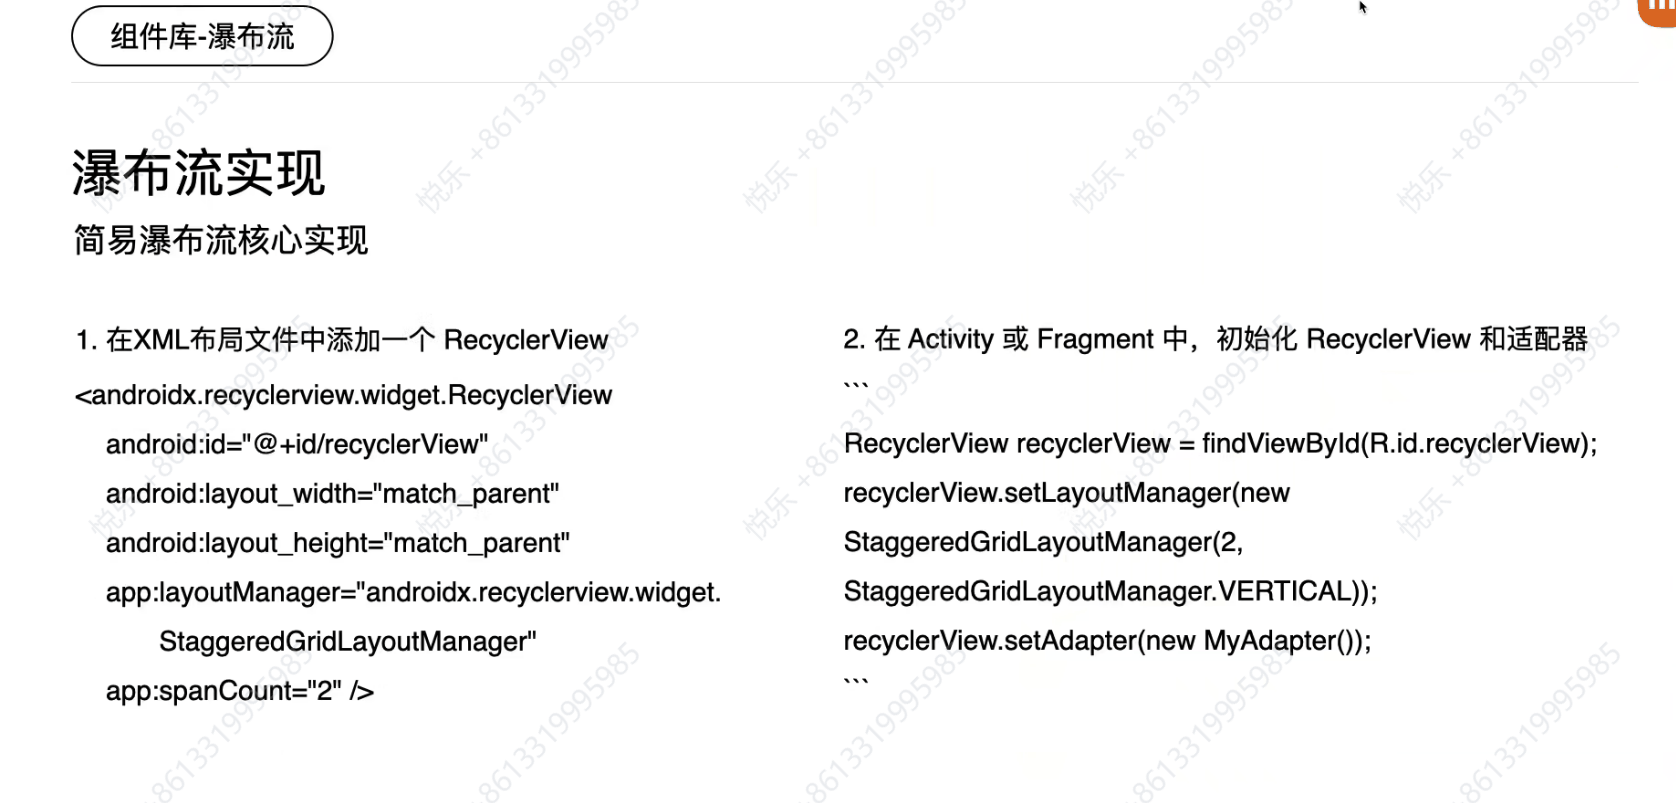 组件库-瀑布流
瀑布流实现
简易瀑布流核心实现
1. 在XML布局文件中添加一个 RecyclerView
<androidx.recyclerview.widget.RecyclerView
android:id="@+id/recyclerView"
android:layout_width="match_parent"
android:layout_height="match_parent"
app:layoutManager="androidx.recyclerview.widget.
StaggeredGridLayoutManager"
app:spanCount="2" />
2. 在 Activity 或 Fragment 中，初始化 RecyclerView 和适配器
```
RecyclerView recyclerView = findViewById(R.id.recyclerView);
recyclerView.setLayoutManager(new
StaggeredGridLayoutManager(2,
StaggeredGridLayoutManager.VERTICAL));
recyclerView.setAdapter(new MyAdapter());
```
悦乐 +8613319995985